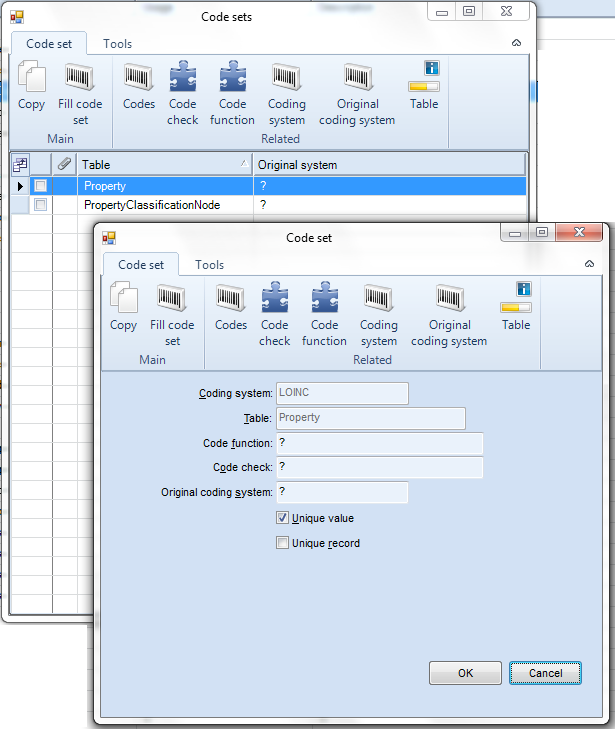 Code sets
Code set Tools
Copy Fill code set Codes Code check Code function Coding system Original coding system Table
Main Related
Table Original system
Property ?
PropertyClassificationNode ?
Code set
Code set Tools
Copy Fill code set Codes Code check Code function Coding system Original coding system Table
Main Related
Coding system: LOINC
Table: Property
Code function: ?
Code check: ?
Original coding system: ?
Unique value
Unique record
OK Cancel